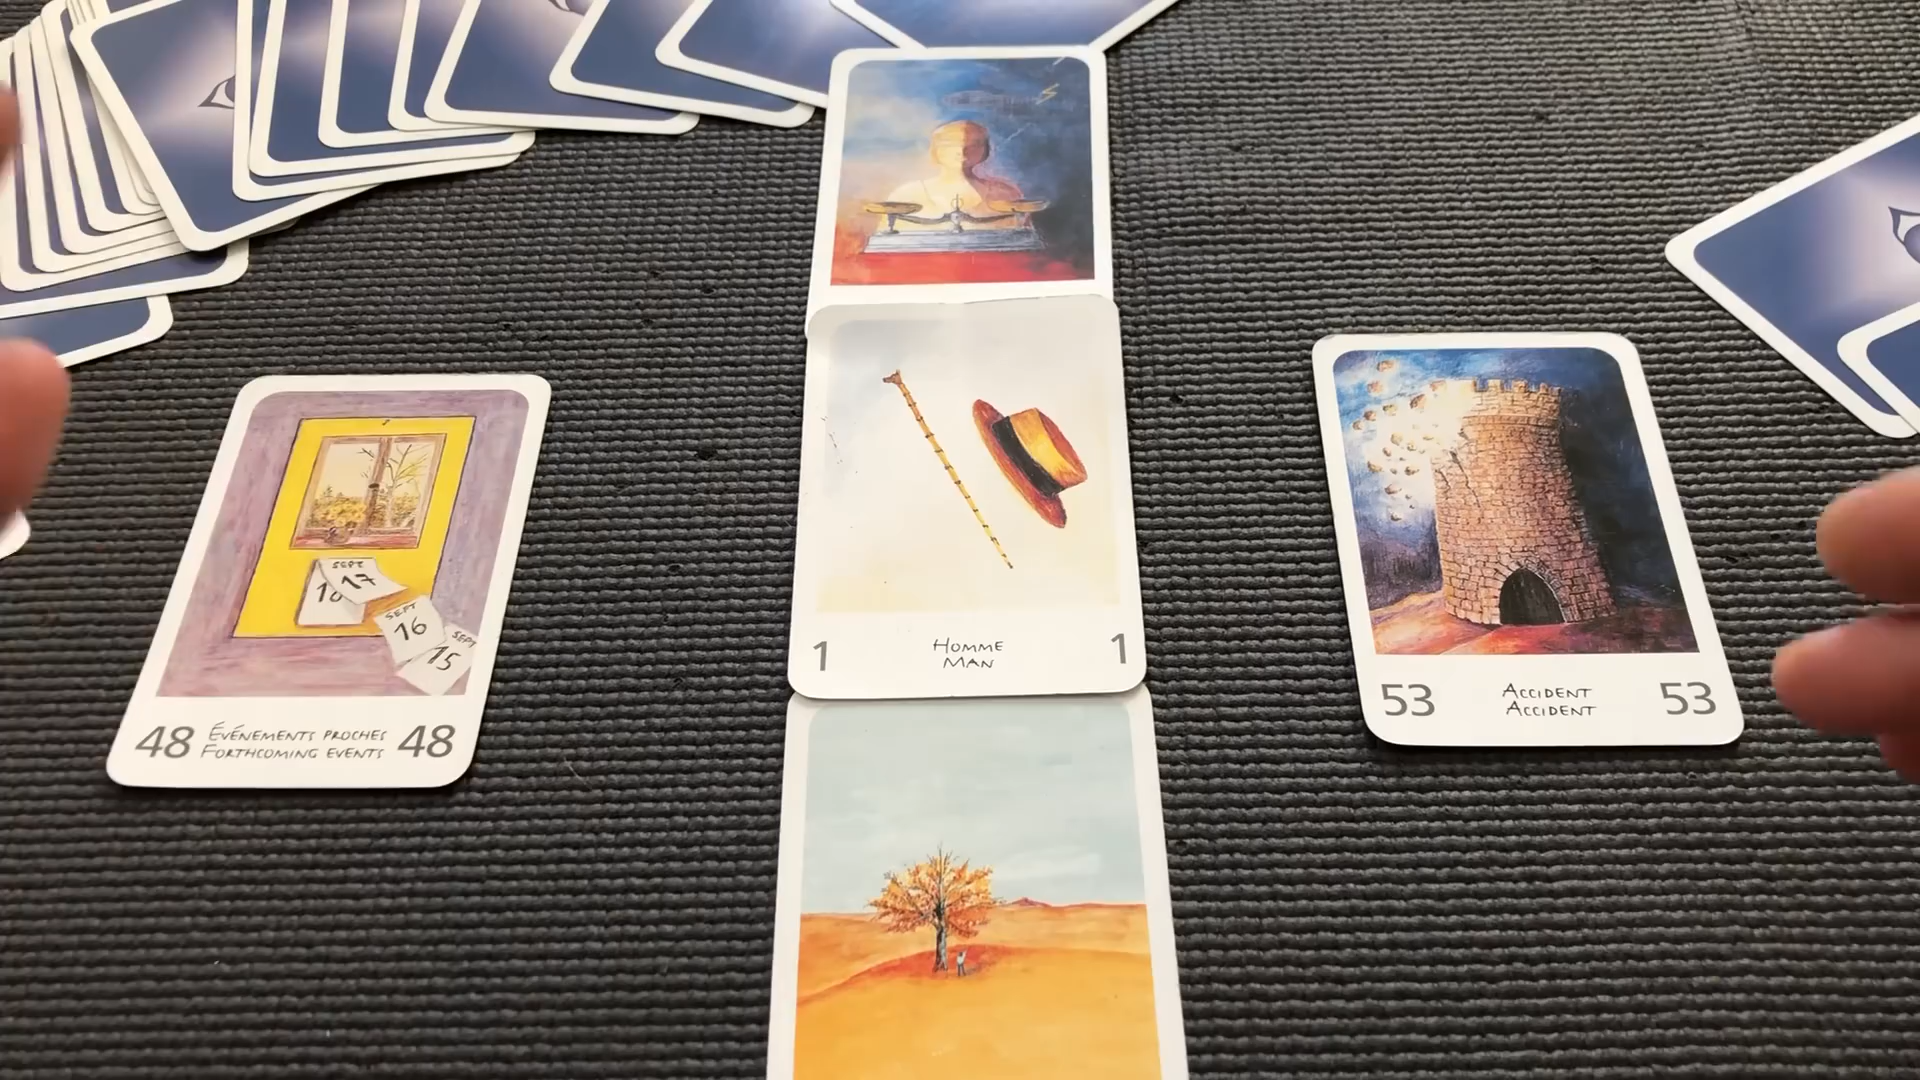 SEPT
17
SEPT
16
SEPT
15
48 ÉVÉNEMENTS PROCHES 48
FORTHCOMING EVENTS
1 HOMME 1
MAN
53 ACCIDENT 53
ACCIDENT